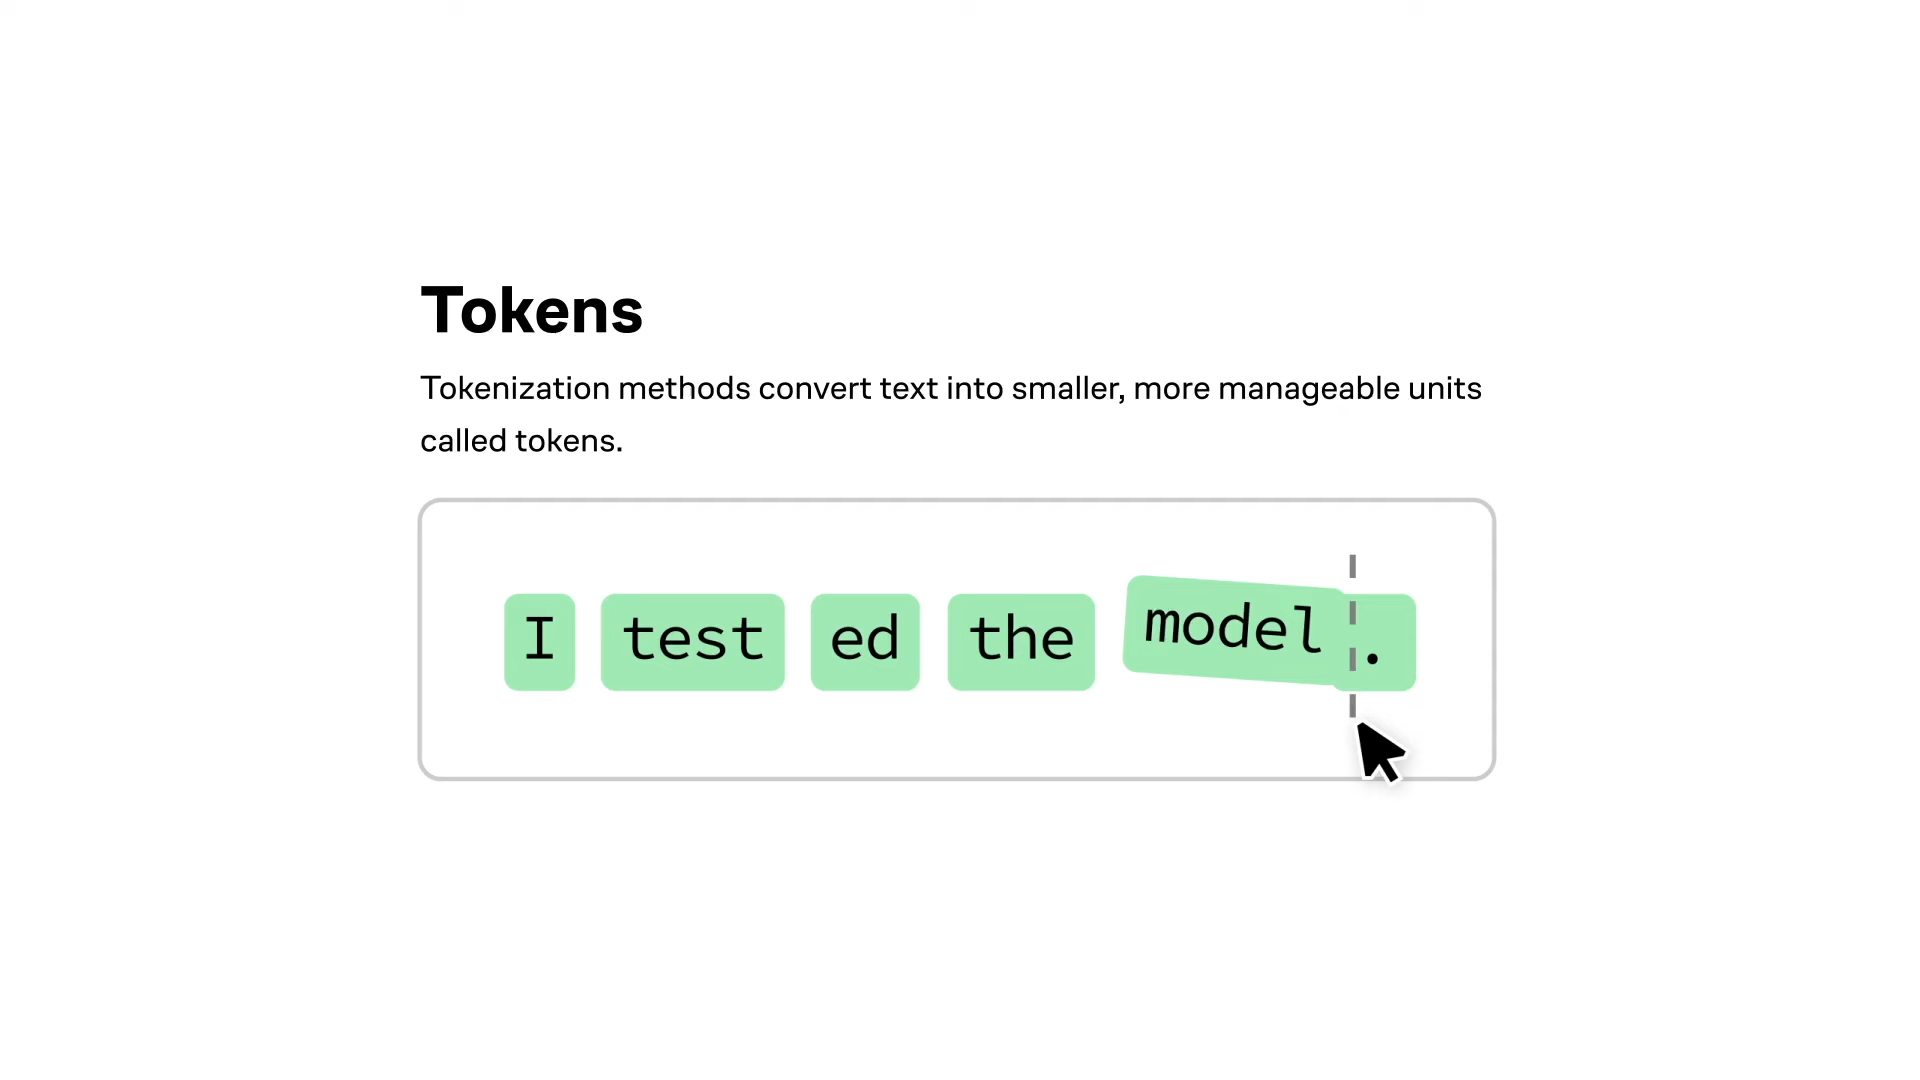 Tokens
Tokenization methods convert text into smaller, more manageable units
called tokens.
I test ed the model .